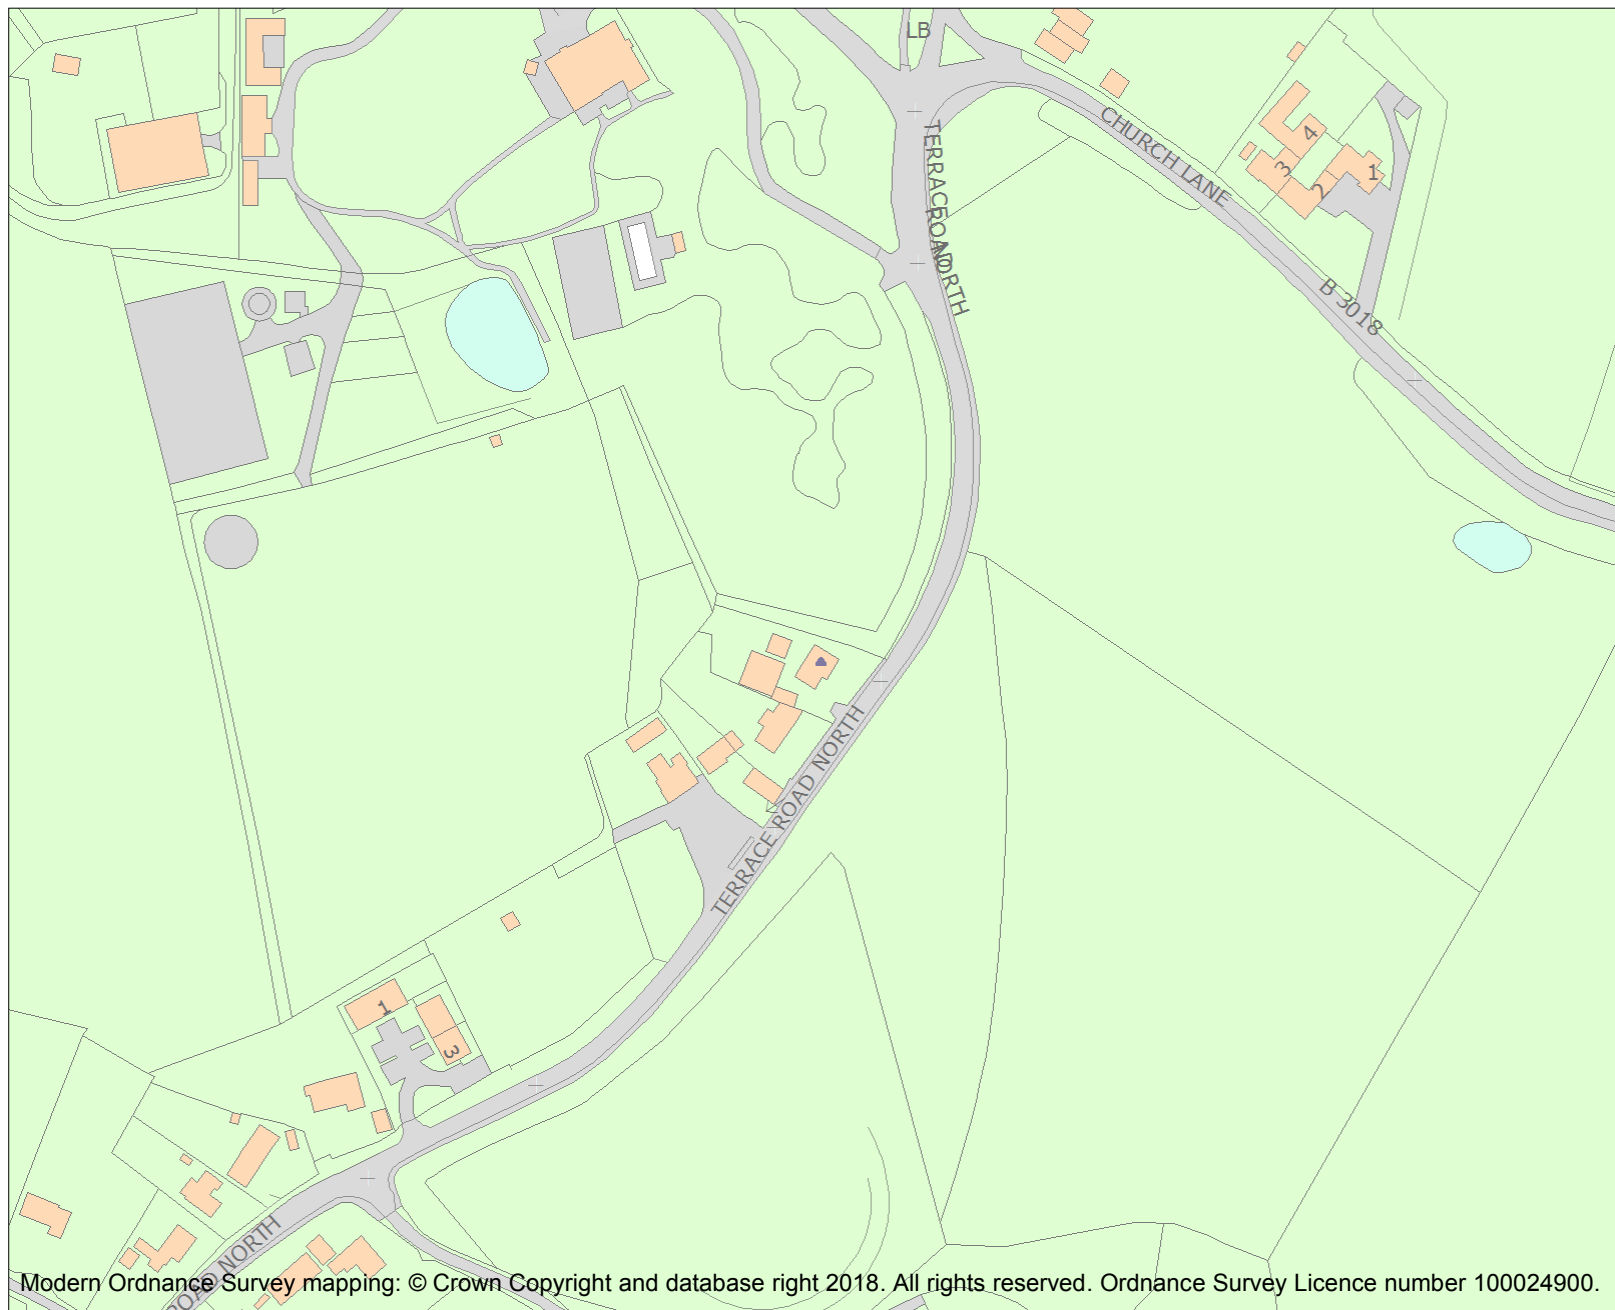 LB
CHURCH LANE
TERRACE ROAD NORTH
4
3
1
2
B 3018
TERRACE ROAD NORTH
1
3
ROAD NORTH
Modern Ordnance Survey mapping: © Crown Copyright and database right 2018. All rights reserved. Ordnance Survey Licence number 100024900.